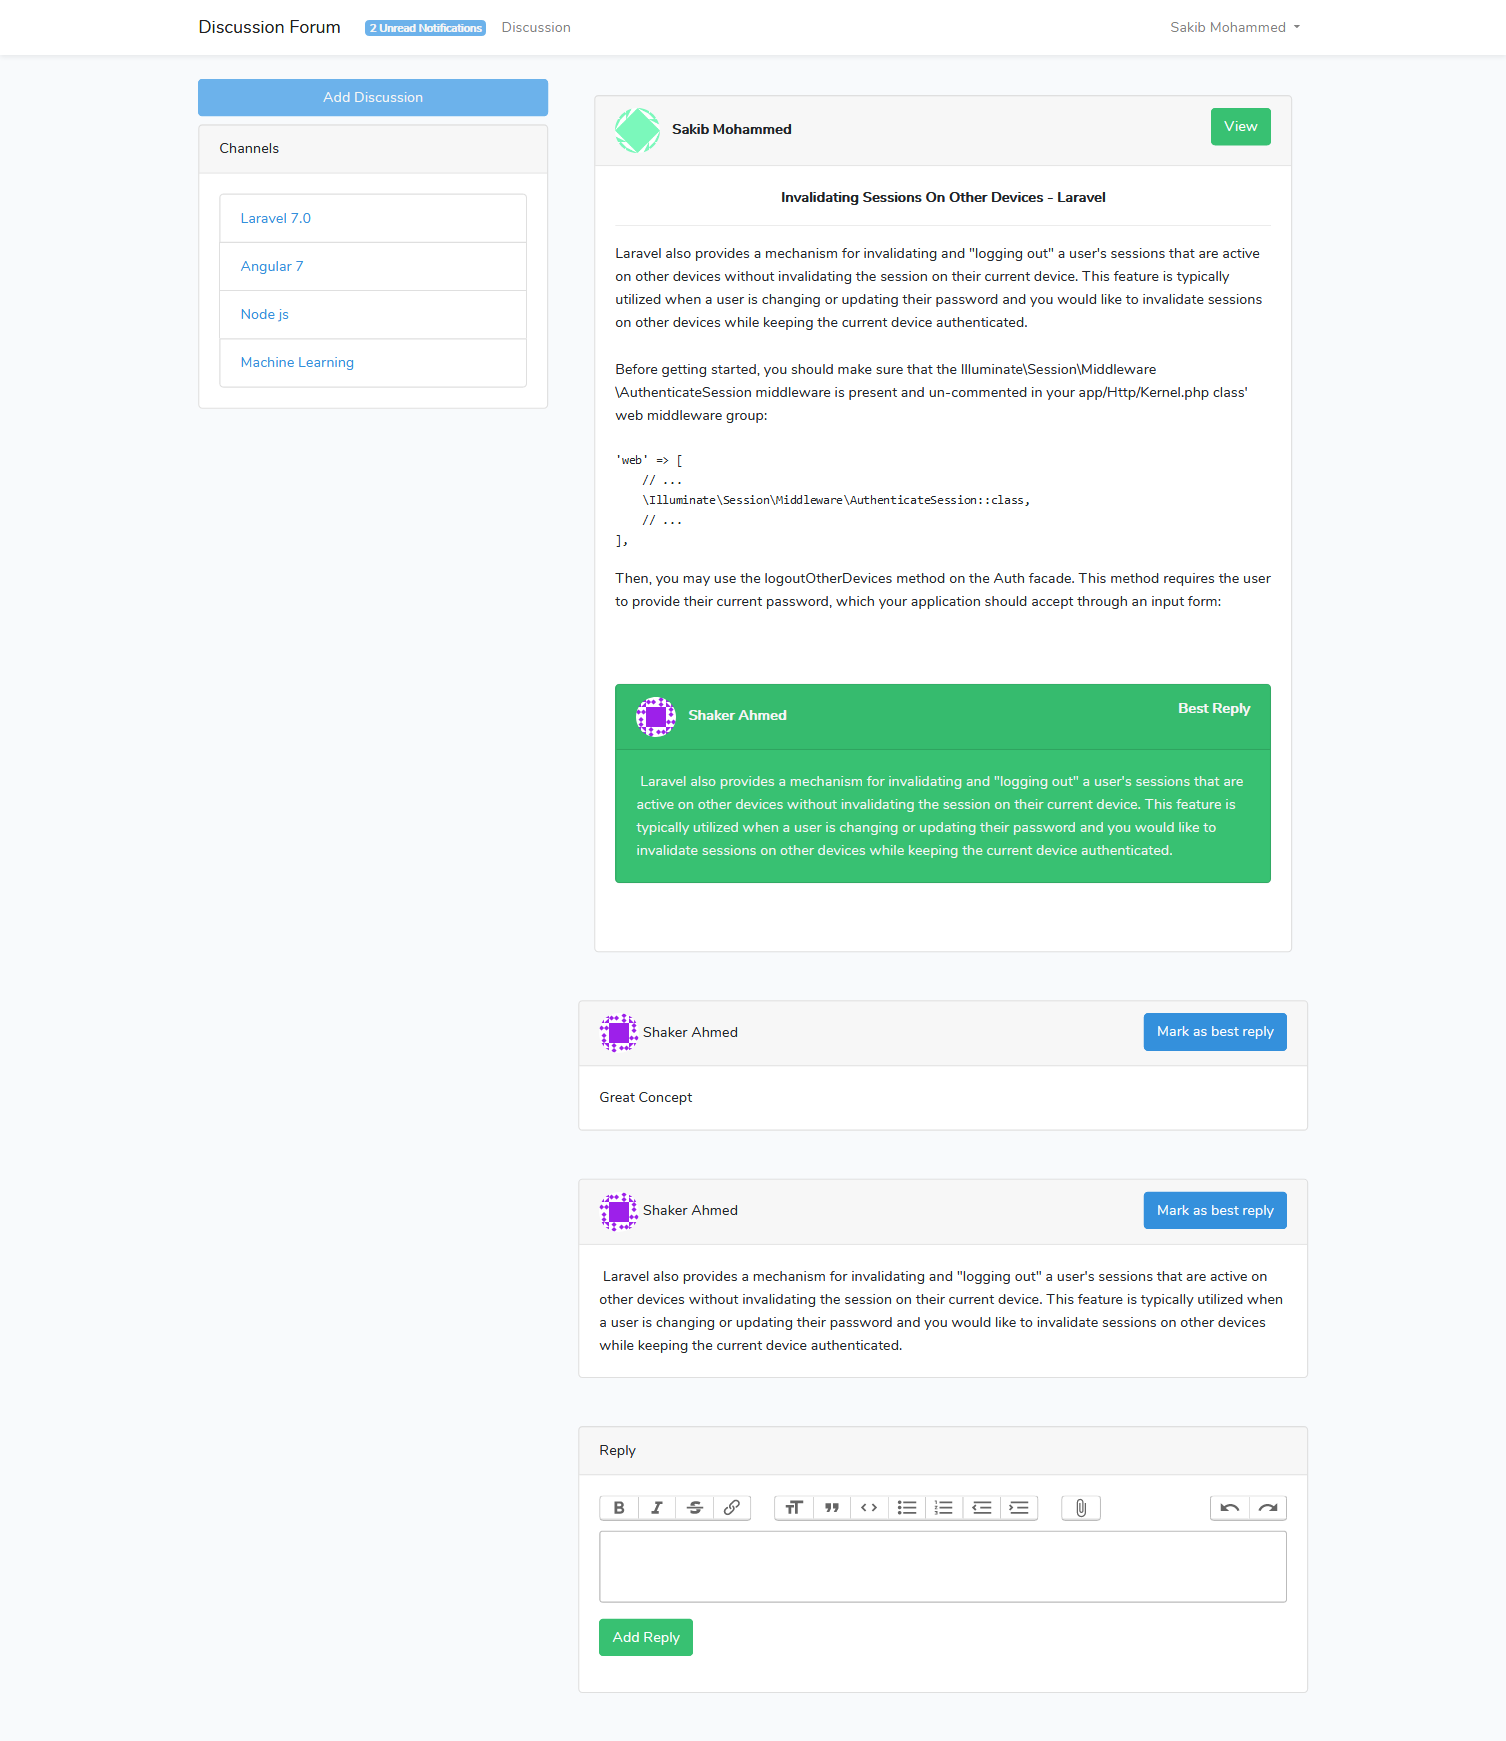 Discussion Forum
2 Unread Notifications
Discussion
Sakib Mohammed
Add Discussion
Channels
Laravel 7.0
Angular 7
Node js
Machine Learning
Sakib Mohammed
View
Invalidating Sessions On Other Devices - Laravel
Laravel also provides a mechanism for invalidating and "logging out" a user's sessions that are active
on other devices without invalidating the session on their current device. This feature is typically
utilized when a user is changing or updating their password and you would like to invalidate sessions
on other devices while keeping the current device authenticated.
Before getting started, you should make sure that the Illuminate\Session\Middleware
\AuthenticateSession middleware is present and un-commented in your app/Http/Kernel.php class'
web middleware group:
'web' => [
    // ...
    \Illuminate\Session\Middleware\AuthenticateSession::class,
    // ...
],
Then, you may use the logoutOtherDevices method on the Auth facade. This method requires the user
to provide their current password, which your application should accept through an input form:
Shaker Ahmed
Best Reply
Laravel also provides a mechanism for invalidating and "logging out" a user's sessions that are
active on other devices without invalidating the session on their current device. This feature is
typically utilized when a user is changing or updating their password and you would like to
invalidate sessions on other devices while keeping the current device authenticated.
Shaker Ahmed
Mark as best reply
Great Concept
Shaker Ahmed
Mark as best reply
Laravel also provides a mechanism for invalidating and "logging out" a user's sessions that are active on
other devices without invalidating the session on their current device. This feature is typically utilized when
a user is changing or updating their password and you would like to invalidate sessions on other devices
while keeping the current device authenticated.
Reply
Add Reply